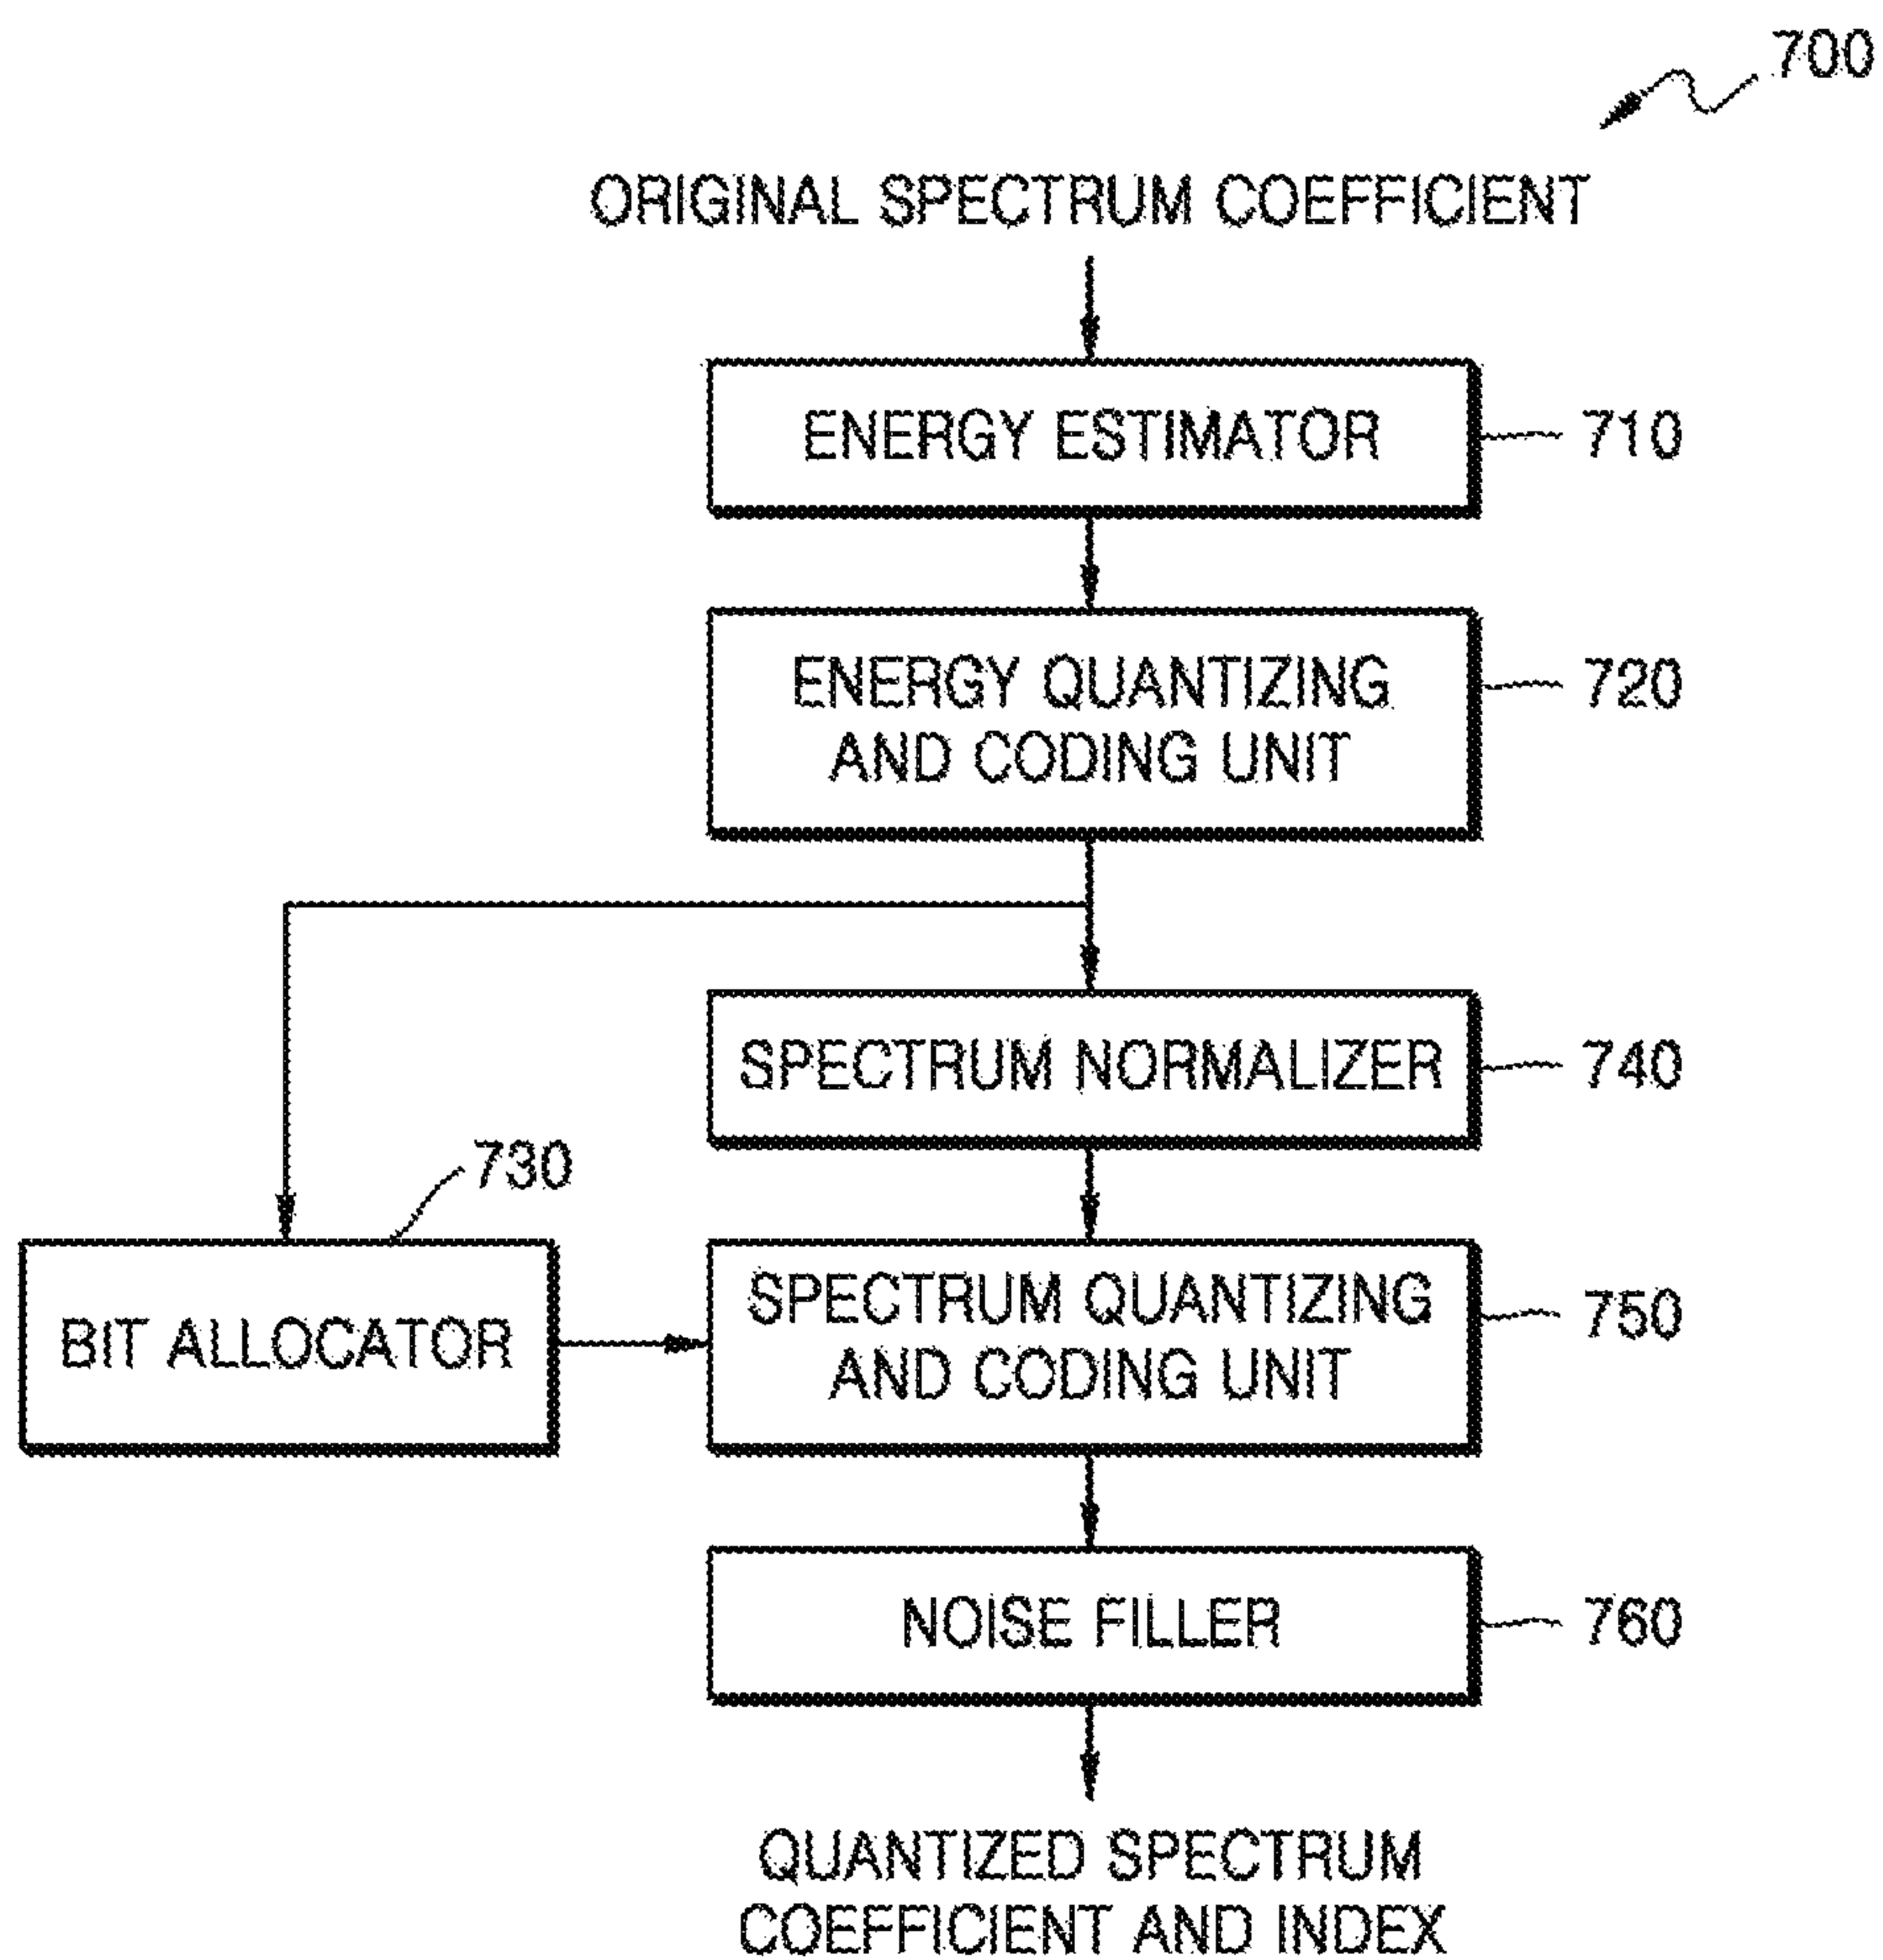 700
ORIGINAL SPECTRUM COEFFICIENT
ENERGY ESTIMATOR
710
ENERGY QUANTIZING
AND CODING UNIT
720
SPECTRUM NORMALIZER
740
730
BIT ALLOCATOR
SPECTRUM QUANTIZING
AND CODING UNIT
750
NOISE FILLER
760
QUANTIZED SPECTRUM
COEFFICIENT AND INDEX